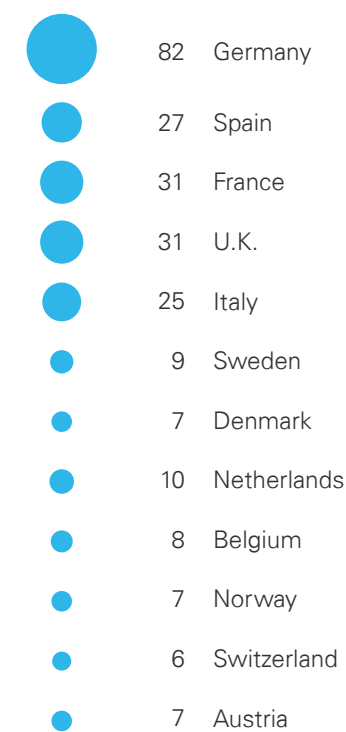 82 Germany
27 Spain
31 France
31 U.K.
25 Italy
9 Sweden
7 Denmark
10 Netherlands
8 Belgium
7 Norway
6 Switzerland
7 Austria